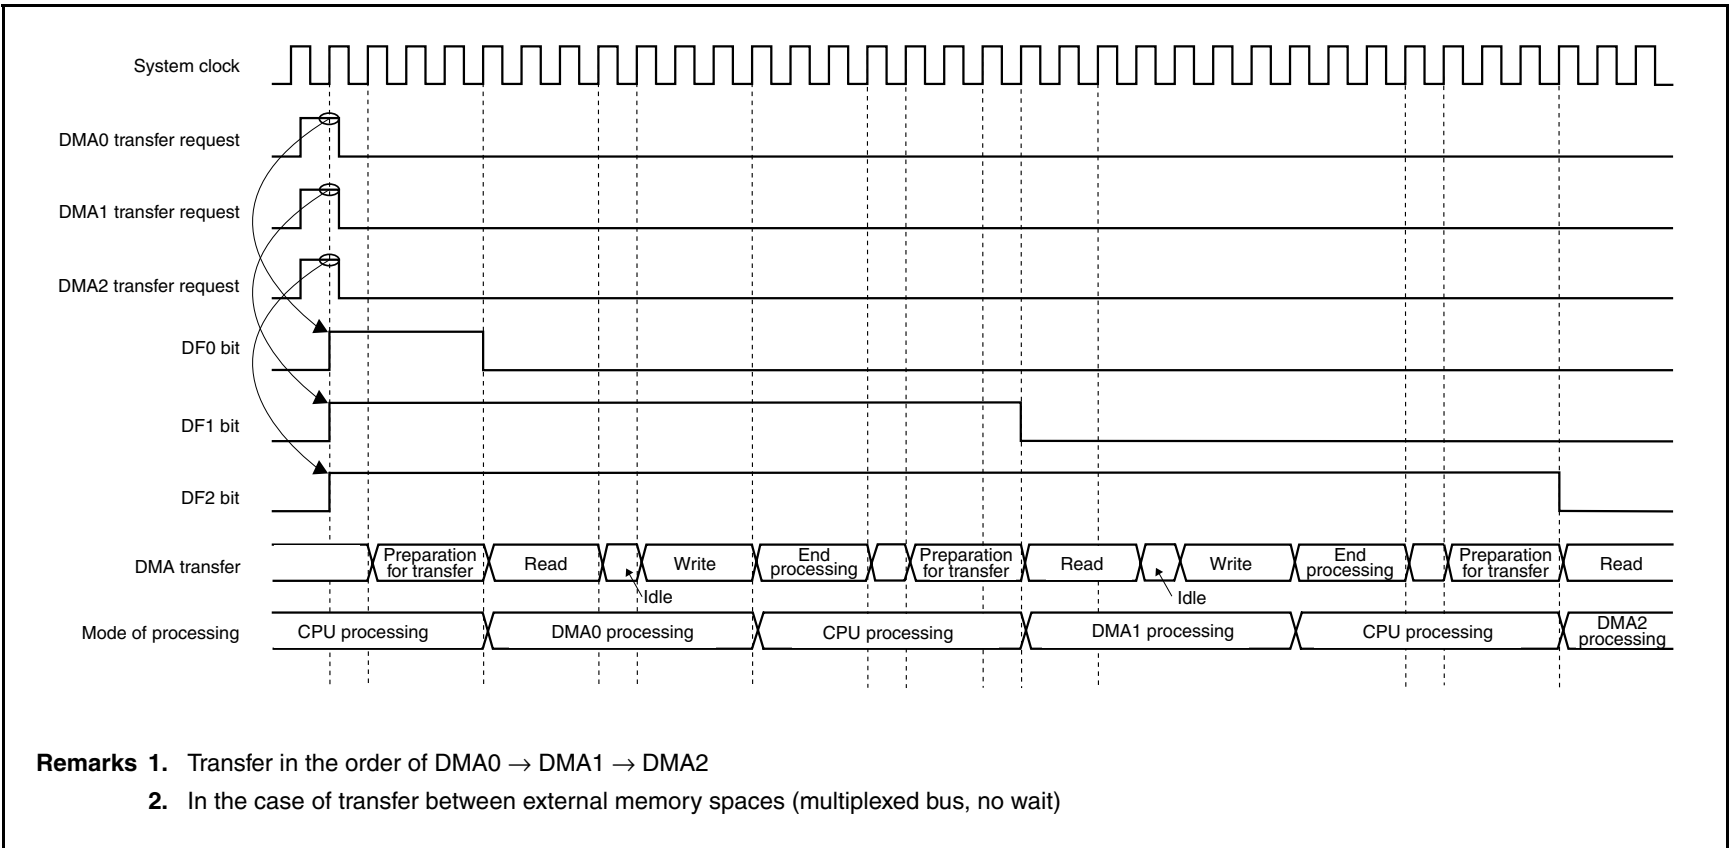 System clock
DMA0 transfer request
DMA1 transfer request
DMA2 transfer request
DF0 bit
DF1 bit
DF2 bit
DMA transfer
Preparation
for transfer
Read
Idle
Write
End
processing
Preparation
for transfer
Read
Idle
Write
End
processing
Preparation
for transfer
Read
Mode of processing
CPU processing
DMA0 processing
CPU processing
DMA1 processing
CPU processing
DMA2
processing
Remarks 1. Transfer in the order of DMA0 → DMA1 → DMA2
2. In the case of transfer between external memory spaces (multiplexed bus, no wait)